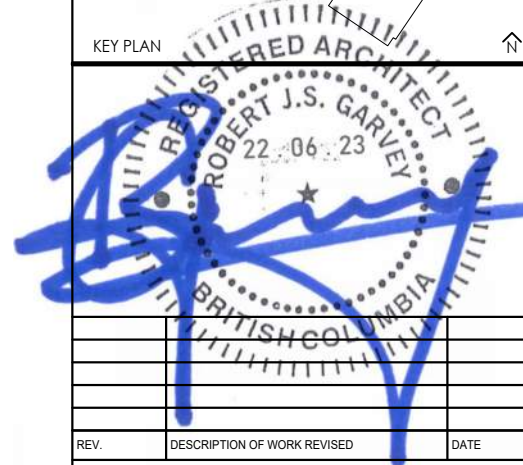 KEY PLAN N
REGISTERED ARCHITECT
ROBERT J.S. GARVEY
22 06 23
BRITISH COLUMBIA
REV. DESCRIPTION OF WORK REVISED DATE